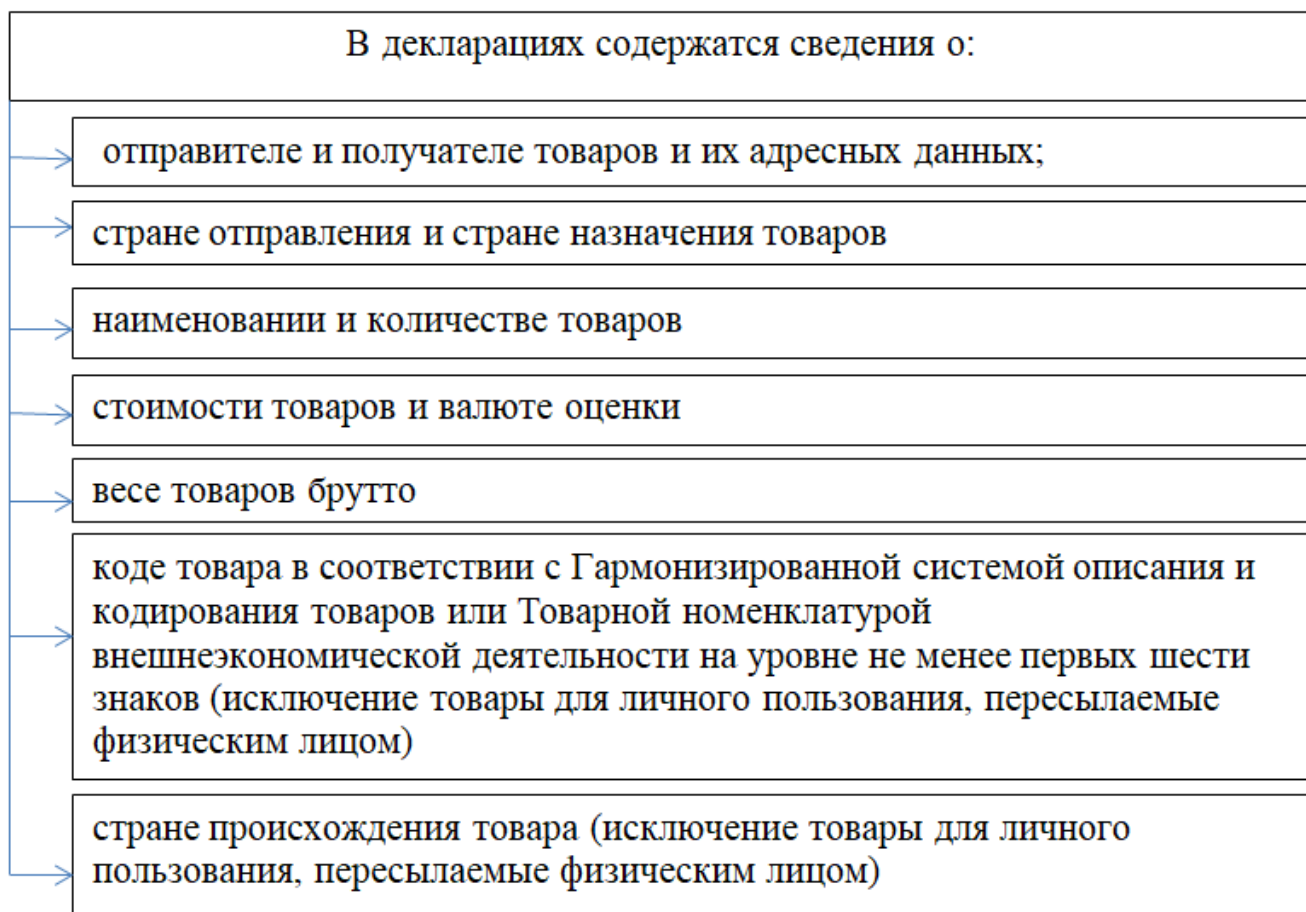 В декларациях содержатся сведения о:
отправителе и получателе товаров и их адресных данных;
стране отправления и стране назначения товаров
наименовании и количестве товаров
стоимости товаров и валюте оценки
весе товаров брутто
коде товара в соответствии с Гармонизированной системой описания и
кодирования товаров или Товарной номенклатурой
внешнеэкономической деятельности на уровне не менее первых шести
знаков (исключение товары для личного пользования, пересылаемые
физическим лицом)
стране происхождения товара (исключение товары для личного
пользования, пересылаемые физическим лицом)